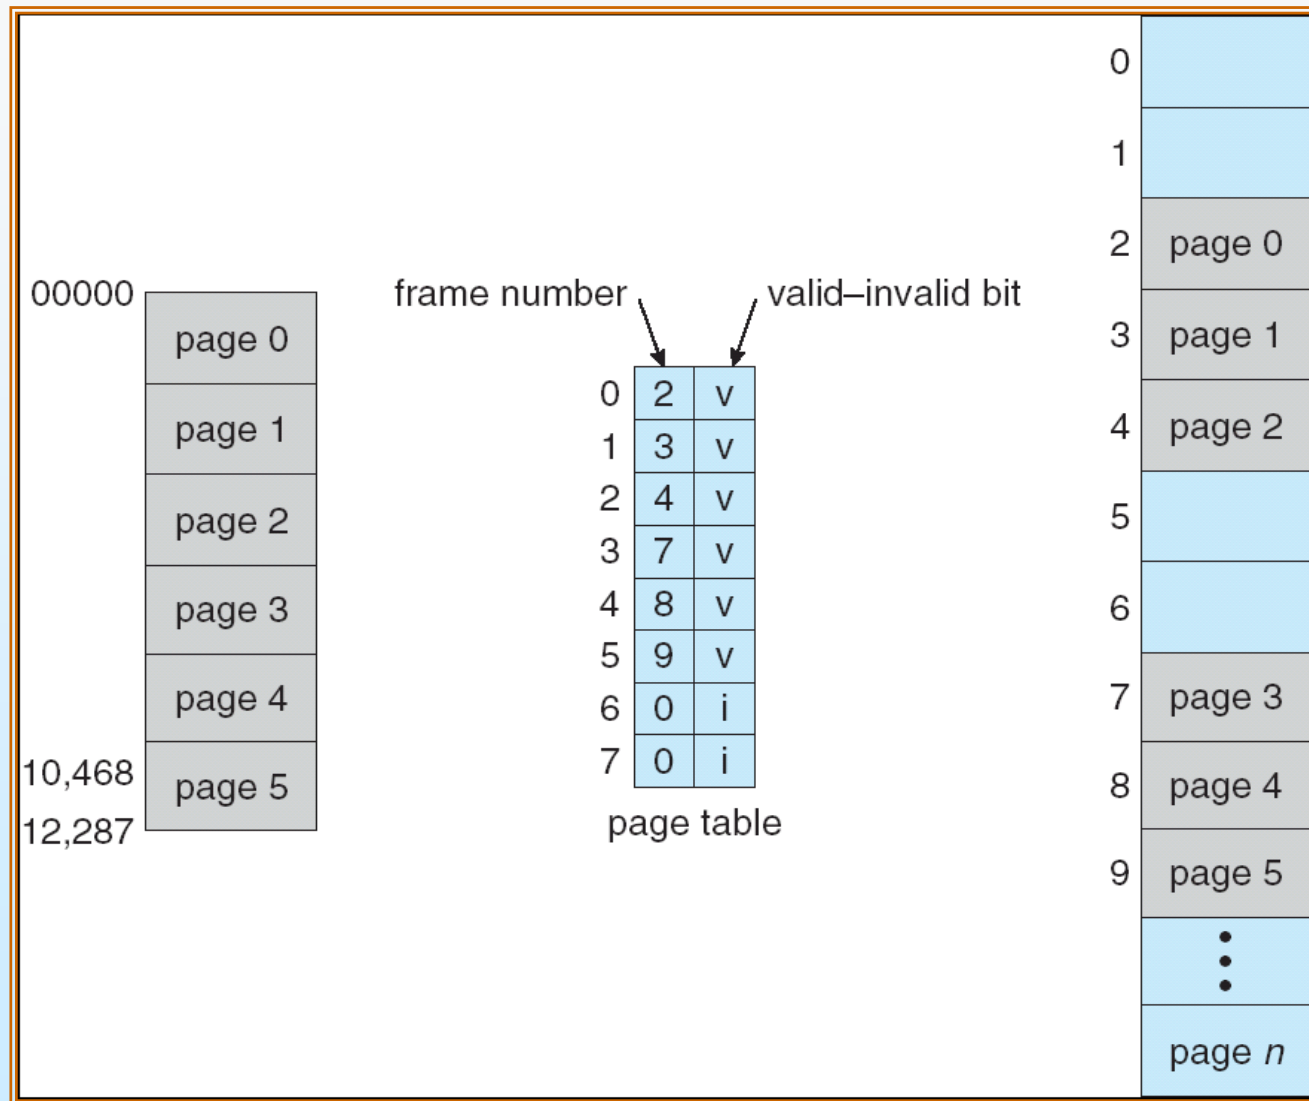 00000
page 0
page 1
page 2
page 3
page 4
10,468
page 5
12,287
frame number
valid–invalid bit
0 2 v
1 3 v
2 4 v
3 7 v
4 8 v
5 9 v
6 0 i
7 0 i
page table
0
1
2 page 0
3 page 1
4 page 2
5
6
7 page 3
8 page 4
9 page 5
page n